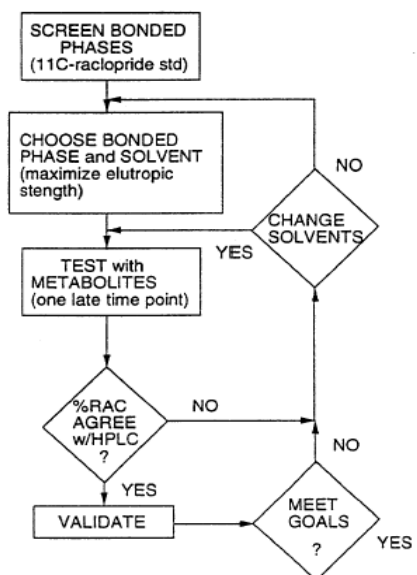 SCREEN BONDED
PHASES
(11C-raclopride std)
CHOOSE BONDED
PHASE and SOLVENT
(maximize elutropic
stength)
NO
CHANGE
SOLVENTS
YES
TEST with
METABOLITES
(one late time point)
%RAC
AGREE
w/HPLC
?
NO
YES
VALIDATE
NO
MEET
GOALS
?
YES